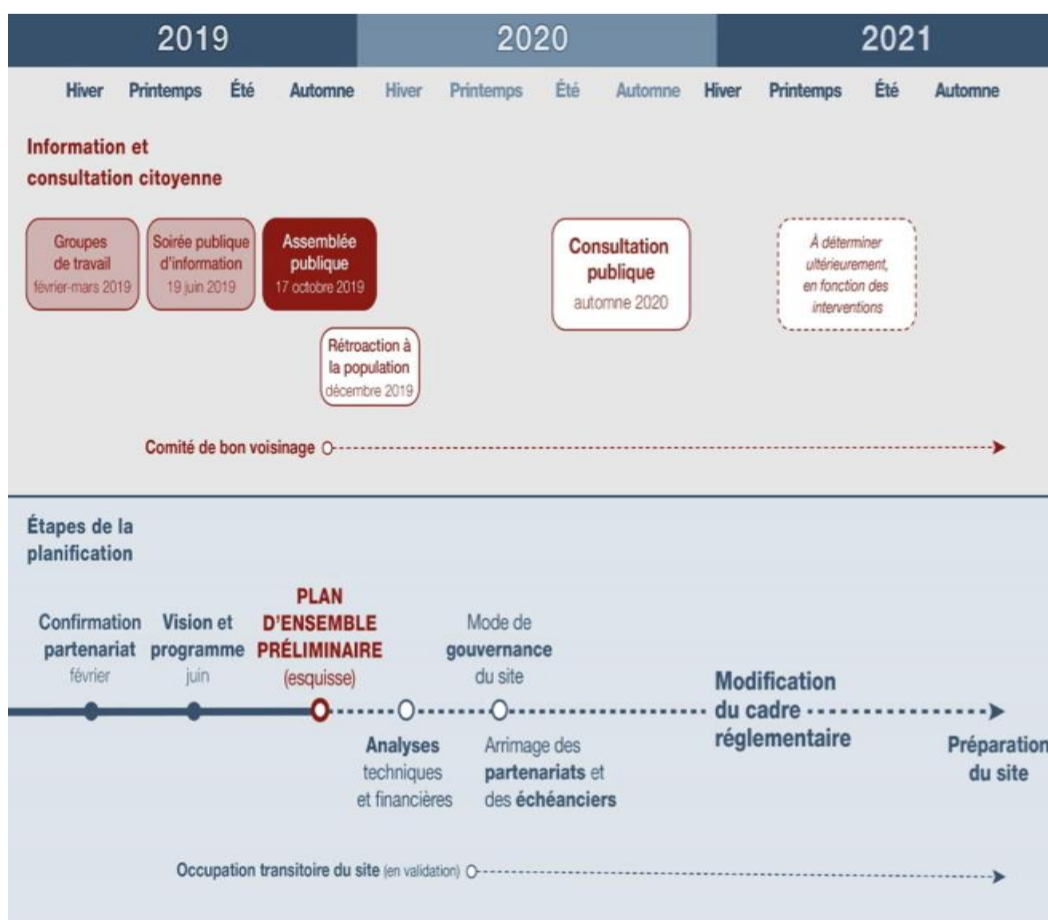 2019 2020 2021
Hiver Printemps Été Automne Hiver Printemps Été Automne Hiver Printemps Été Automne
Information et
consultation citoyenne
Groupes
de travail
février-mars 2019
Soirée publique
d'information
19 juin 2019
Assemblée
publique
17 octobre 2019
Consultation
publique
automne 2020
À déterminer
ultérieurement,
en fonction des
interventions
Rétroaction à
la population
décembre 2019
Comité de bon voisinage
Étapes de la
planification
Confirmation
partenariat
février
Vision et
programme
juin
PLAN
D'ENSEMBLE
PRÉLIMINAIRE
(esquisse)
Mode de
gouvernance
du site
Analyses
techniques
et financières
Arrimage des
partenariats et
des échéanciers
Modification
du cadre
réglementaire
Préparation
du site
Occupation transitoire du site (en validation)